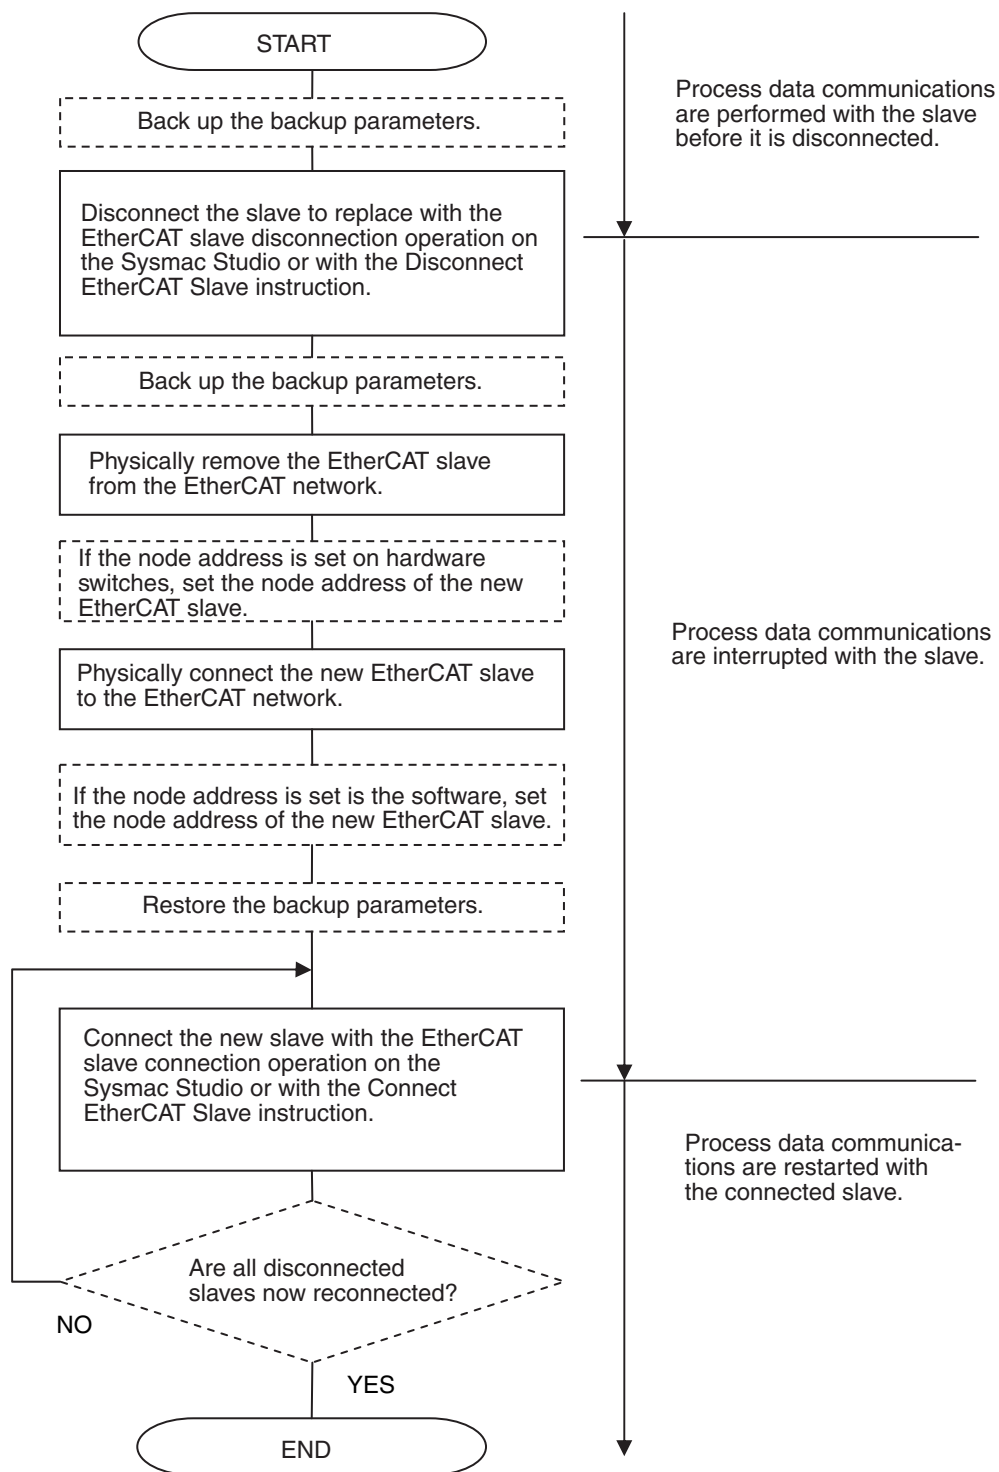 START
Process data communications
are performed with the slave
before it is disconnected.
Back up the backup parameters.
Disconnect the slave to replace with the
EtherCAT slave disconnection operation on
the Sysmac Studio or with the Disconnect
EtherCAT Slave instruction.
Back up the backup parameters.
Physically remove the EtherCAT slave
from the EtherCAT network.
If the node address is set on hardware
switches, set the node address of the new
EtherCAT slave.
Process data communications
are interrupted with the slave.
Physically connect the new EtherCAT slave
to the EtherCAT network.
If the node address is set is the software, set
the node address of the new EtherCAT slave.
Restore the backup parameters.
Connect the new slave with the EtherCAT
slave connection operation on the
Sysmac Studio or with the Connect
EtherCAT Slave instruction.
Process data communica-
tions are restarted with
the connected slave.
Are all disconnected
slaves now reconnected?
NO
YES
END